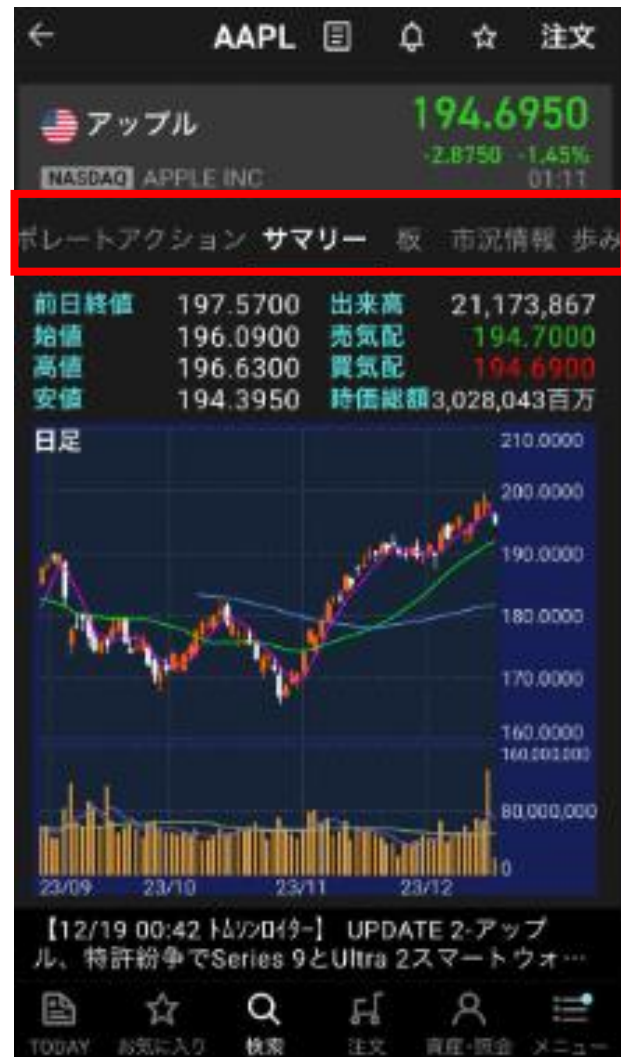 AAPL 注文
アップル 194.6950
-2.8750 -1.45%
NASDAQ APPLE INC 01:11
ポレートアクション サマリー 板 市況情報 歩み
前日終値 197.5700 出来高 21,173,867
始値 196.0900 売気配 194.7000
高値 196.6300 買気配 194.6900
安値 194.3950 時価総額 3,028,043百万
日足
210.0000
200.0000
190.0000
180.0000
170.0000
160.0000
160,000,000
80,000,000
0
23/09 23/10 23/11 23/12
【12/19 00:42 トムソンロイター】 UPDATE 2-アップ
ル、特許紛争でSeries 9とUltra 2スマートウォ…
TODAY お気に入り 検索 注文 資産・照会 メニュー